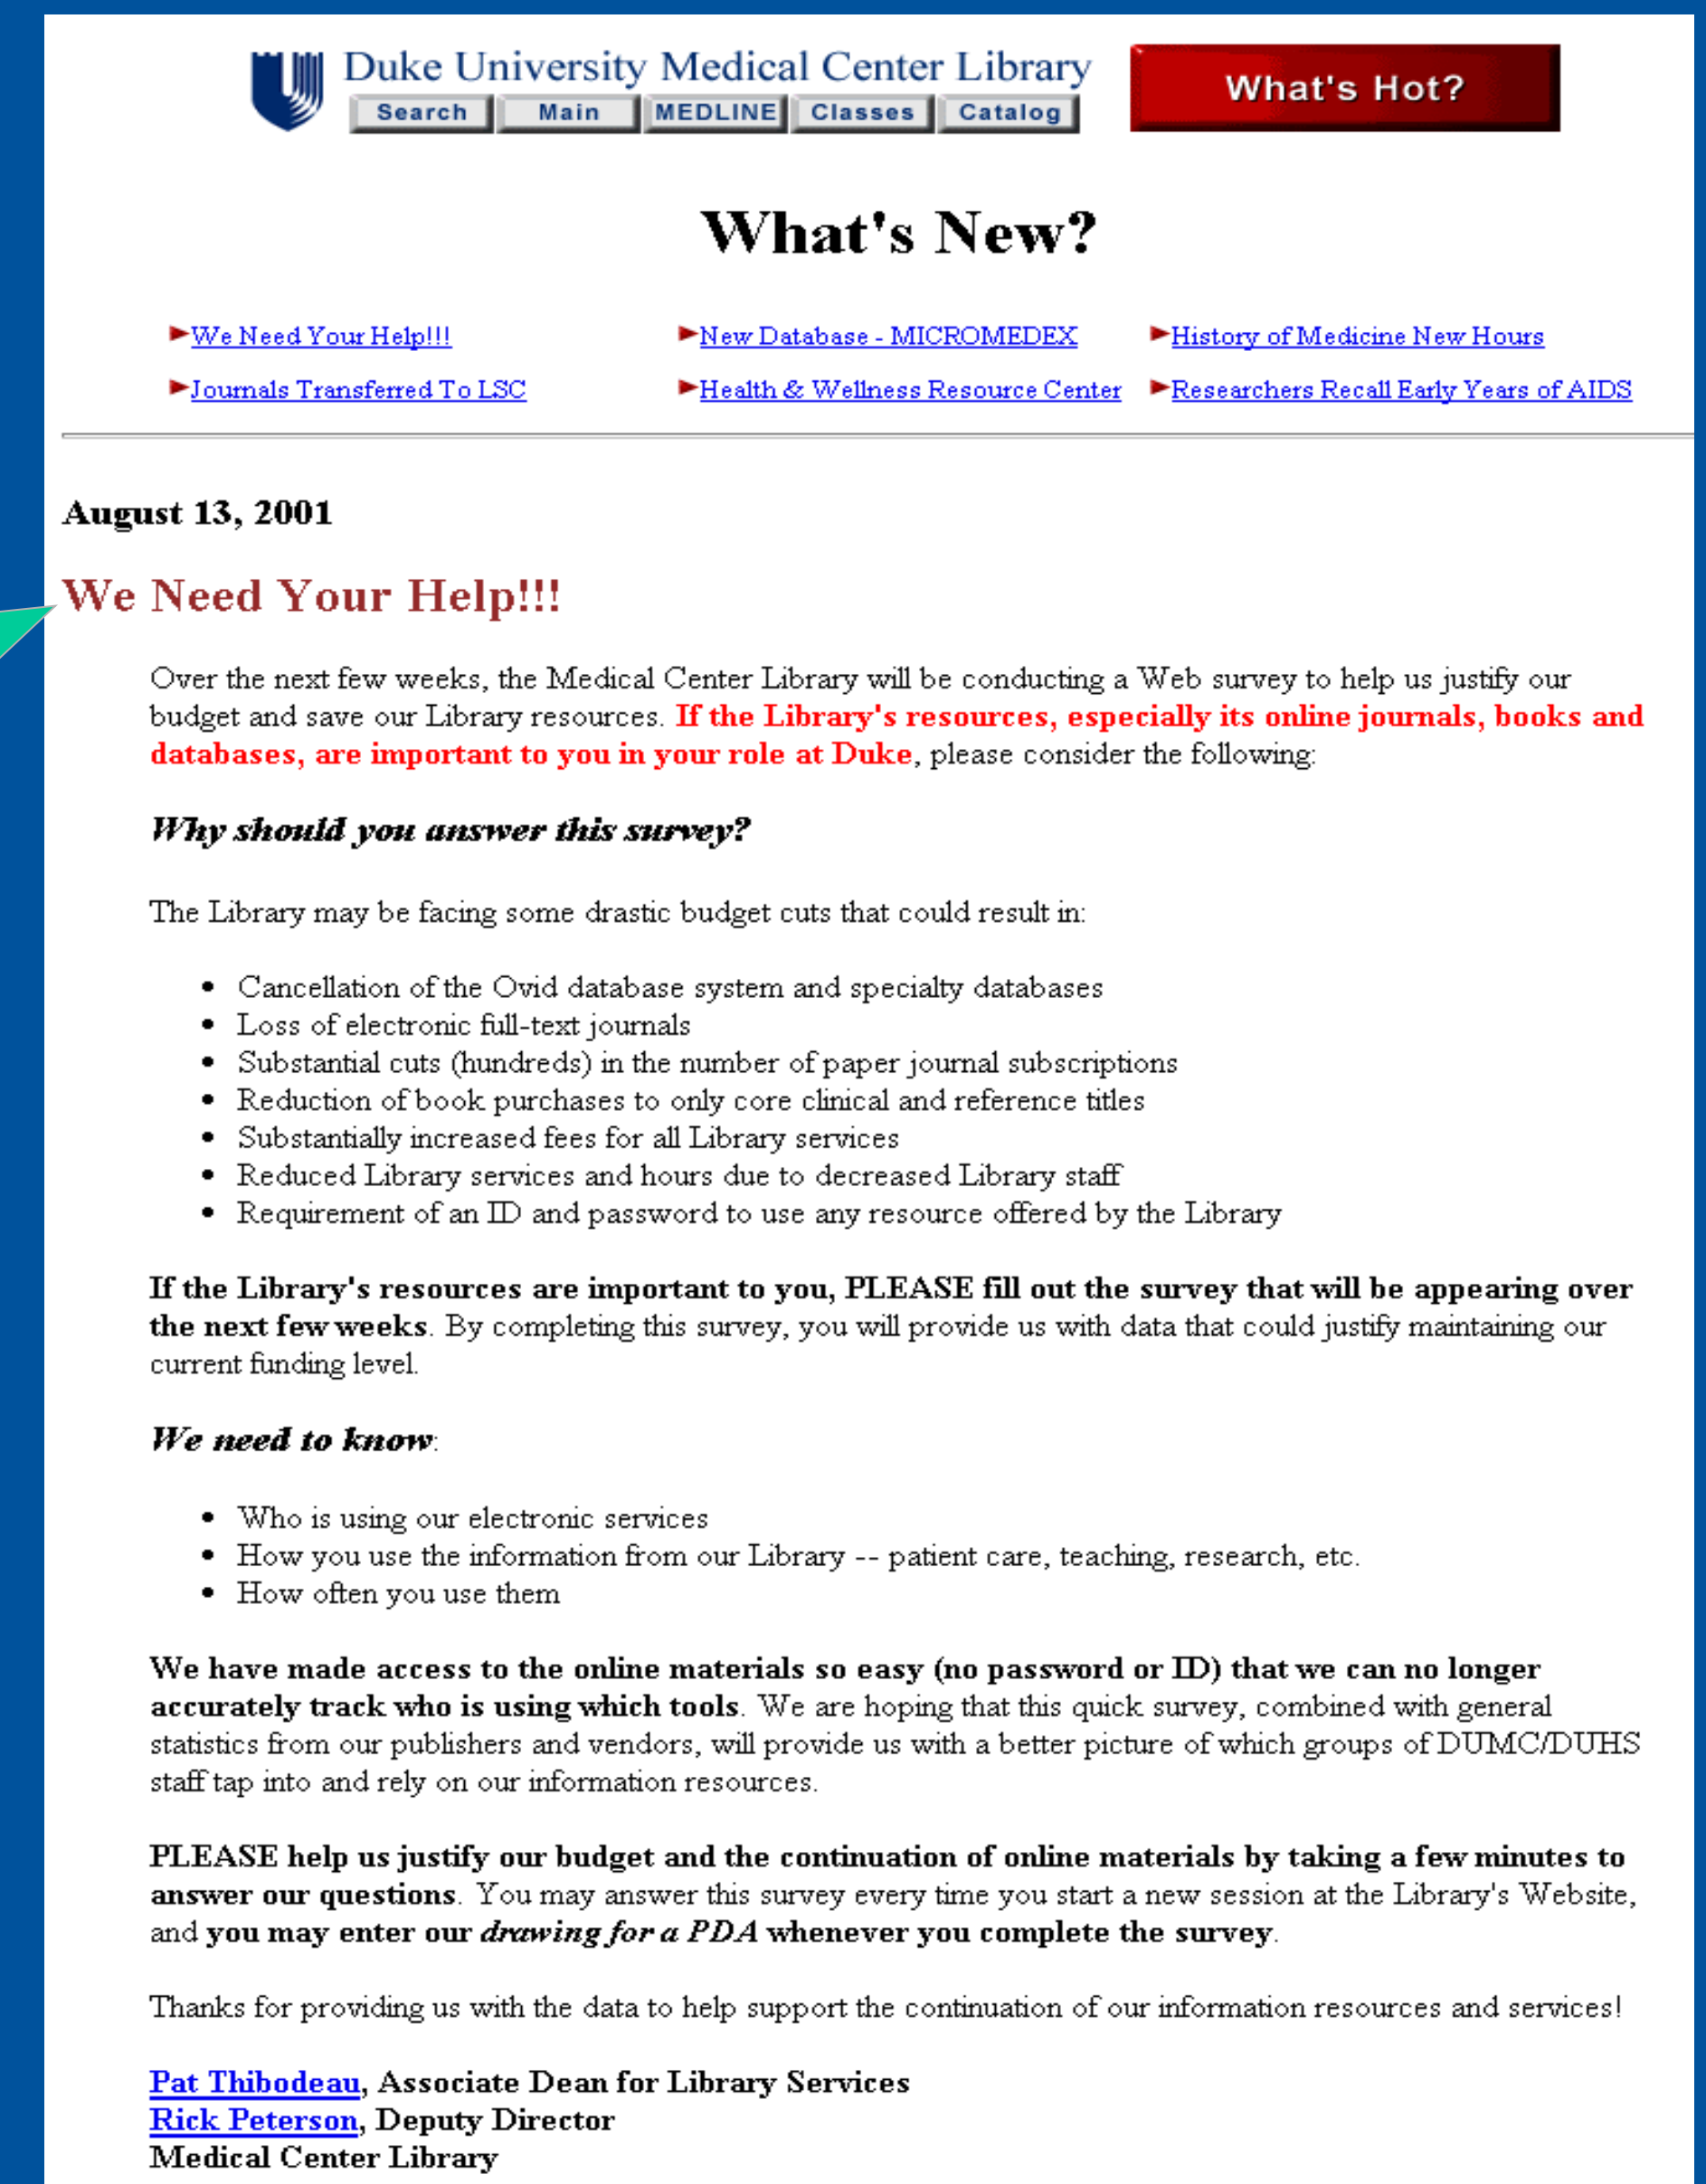 Duke University Medical Center Library
Search Main MEDLINE Classes Catalog
What's Hot?
What's New?
We Need Your Help!!! New Database - MICROMEDEX History of Medicine New Hours
Journals Transferred To LSC Health & Wellness Resource Center Researchers Recall Early Years of AIDS
August 13, 2001
We Need Your Help!!!
Over the next few weeks, the Medical Center Library will be conducting a Web survey to help us justify our
budget and save our Library resources. If the Library's resources, especially its online journals, books and
databases, are important to you in your role at Duke, please consider the following:
Why should you answer this survey?
The Library may be facing some drastic budget cuts that could result in:
• Cancellation of the Ovid database system and specialty databases
• Loss of electronic full-text journals
• Substantial cuts (hundreds) in the number of paper journal subscriptions
• Reduction of book purchases to only core clinical and reference titles
• Substantially increased fees for all Library services
• Reduced Library services and hours due to decreased Library staff
• Requirement of an ID and password to use any resource offered by the Library
If the Library's resources are important to you, PLEASE fill out the survey that will be appearing over
the next few weeks. By completing this survey, you will provide us with data that could justify maintaining our
current funding level.
We need to know:
• Who is using our electronic services
• How you use the information from our Library -- patient care, teaching, research, etc.
• How often you use them
We have made access to the online materials so easy (no password or ID) that we can no longer
accurately track who is using which tools. We are hoping that this quick survey, combined with general
statistics from our publishers and vendors, will provide us with a better picture of which groups of DUMC/DUHS
staff tap into and rely on our information resources.
PLEASE help us justify our budget and the continuation of online materials by taking a few minutes to
answer our questions. You may answer this survey every time you start a new session at the Library's Website,
and you may enter our drawing for a PDA whenever you complete the survey.
Thanks for providing us with the data to help support the continuation of our information resources and services!
Pat Thibodeau, Associate Dean for Library Services
Rick Peterson, Deputy Director
Medical Center Library